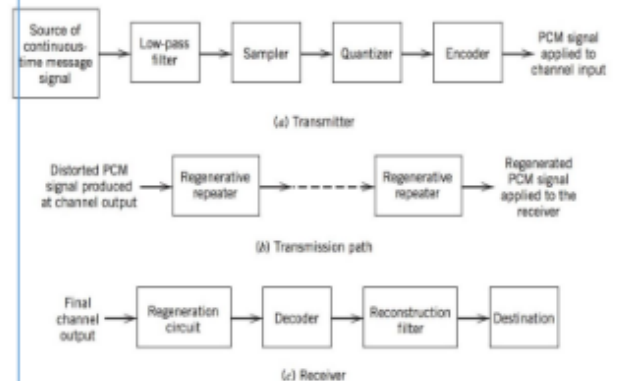 Source of
continuous-
time message
signal
Low-pass
filter
Sampler
Quantizer
Encoder
PCM signal
applied to
channel input
(a) Transmitter
Distorted PCM
signal produced
at channel output
Regenerative
repeater
Regenerative
repeater
Regenerated
PCM signal
applied to the
receiver
(b) Transmission path
Final
channel
output
Regeneration
circuit
Decoder
Reconstruction
filter
Destination
(c) Receiver